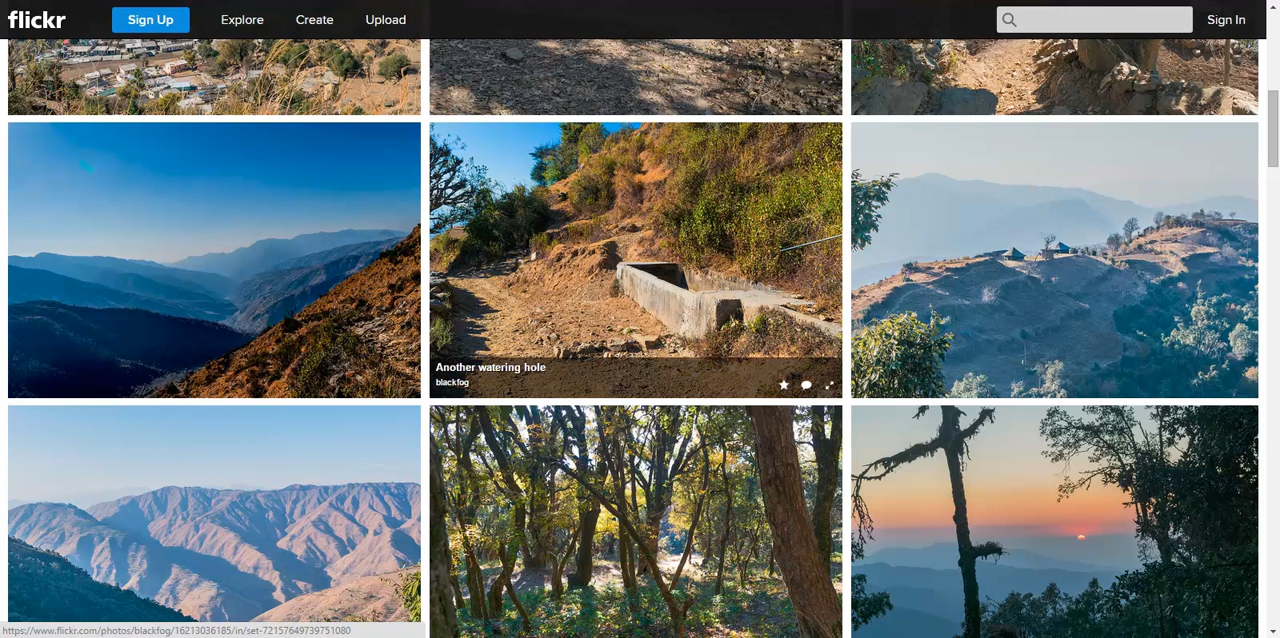 flickr Sign Up Explore Create Upload Sign In
Another watering hole
blackfog
https://www.flickr.com/photos/blackfog/16213036185/in/set-72157649739751080